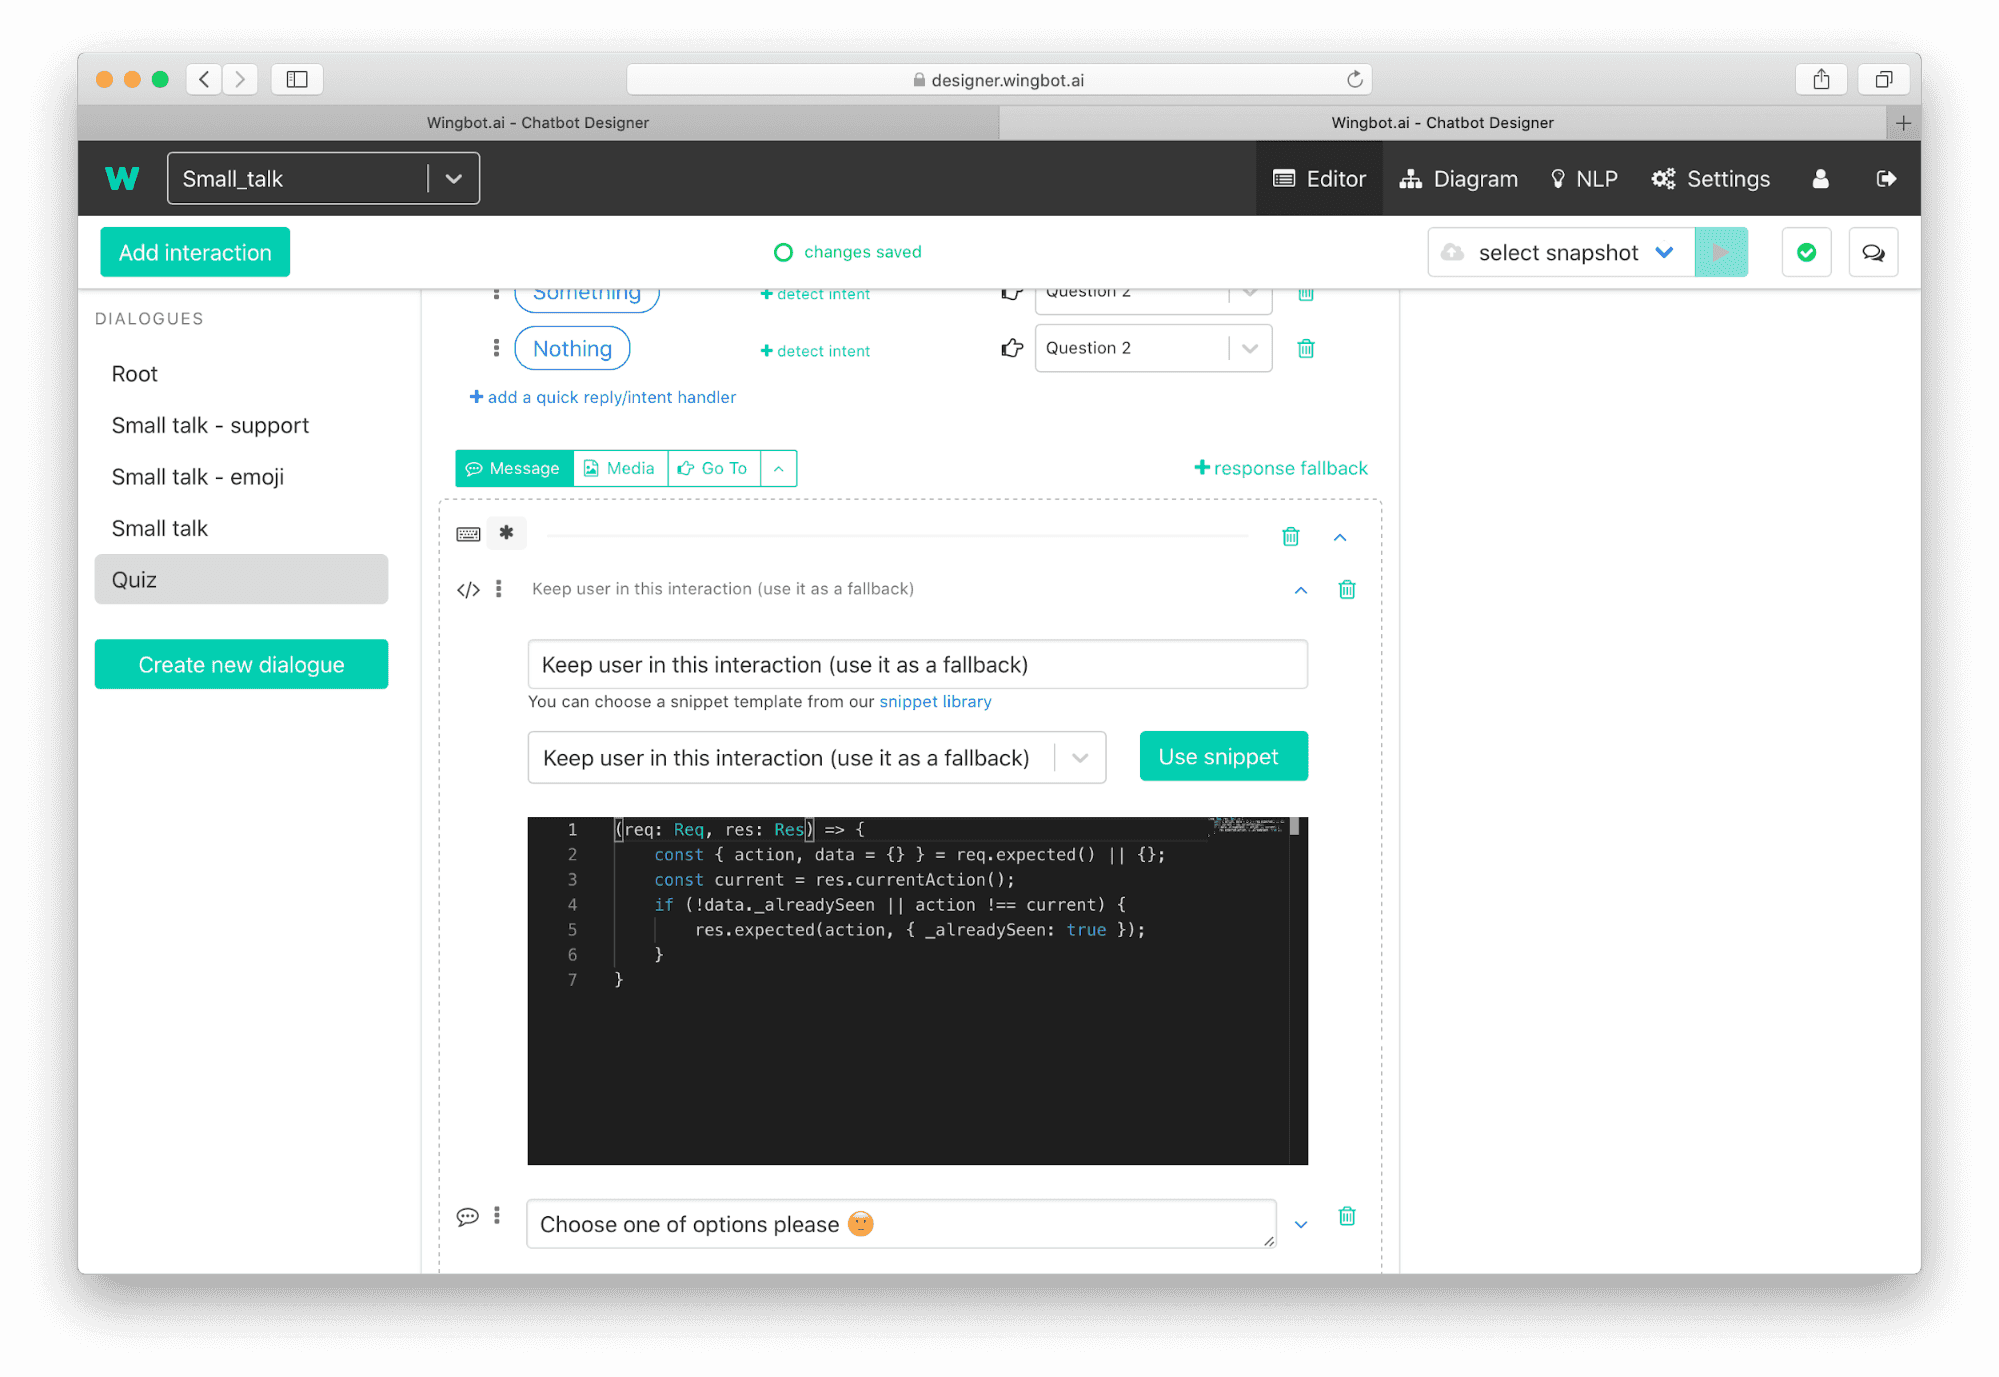 designer.wingbot.ai
Wingbot.ai - Chatbot Designer
Wingbot.ai - Chatbot Designer
W
Small_talk
Editor
Diagram
NLP
Settings
Add interaction
changes saved
select snapshot
DIALOGUES
Root
Small talk - support
Small talk - emoji
Small talk
Quiz
Create new dialogue
Something
+ detect intent
Question 2
Nothing
+ detect intent
Question 2
+ add a quick reply/intent handler
Message
Media
Go To
+ response fallback
*
</>
Keep user in this interaction (use it as a fallback)
Keep user in this interaction (use it as a fallback)
You can choose a snippet template from our snippet library
Keep user in this interaction (use it as a fallback)
Use snippet
1 (req: Req, res: Res) => {
2 const { action, data = {} } = req.expected() || {};
3 const current = res.currentAction();
4 if (!data._alreadySeen || action !== current) {
5 res.expected(action, { _alreadySeen: true });
6 }
7 }
Choose one of options please